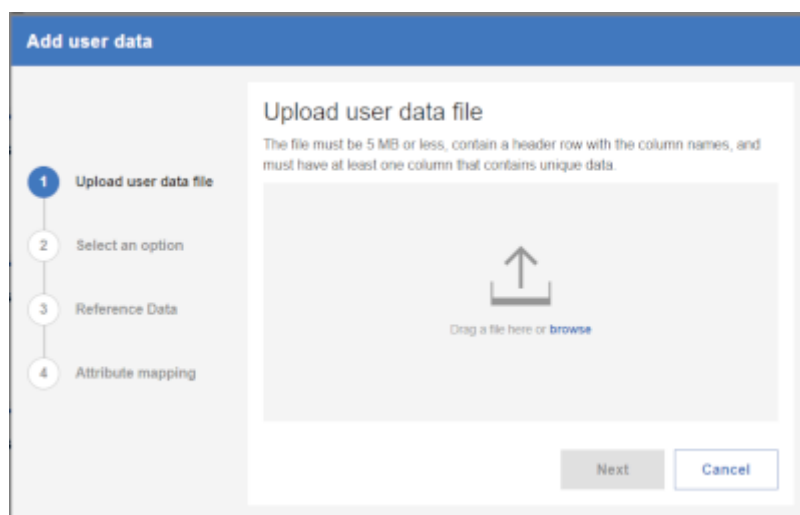 Add user data
Upload user data file
The file must be 5 MB or less, contain a header row with the column names, and
must have at least one column that contains unique data.
1 Upload user data file
2 Select an option
3 Reference Data
4 Attribute mapping
Drag a file here or browse
Next
Cancel